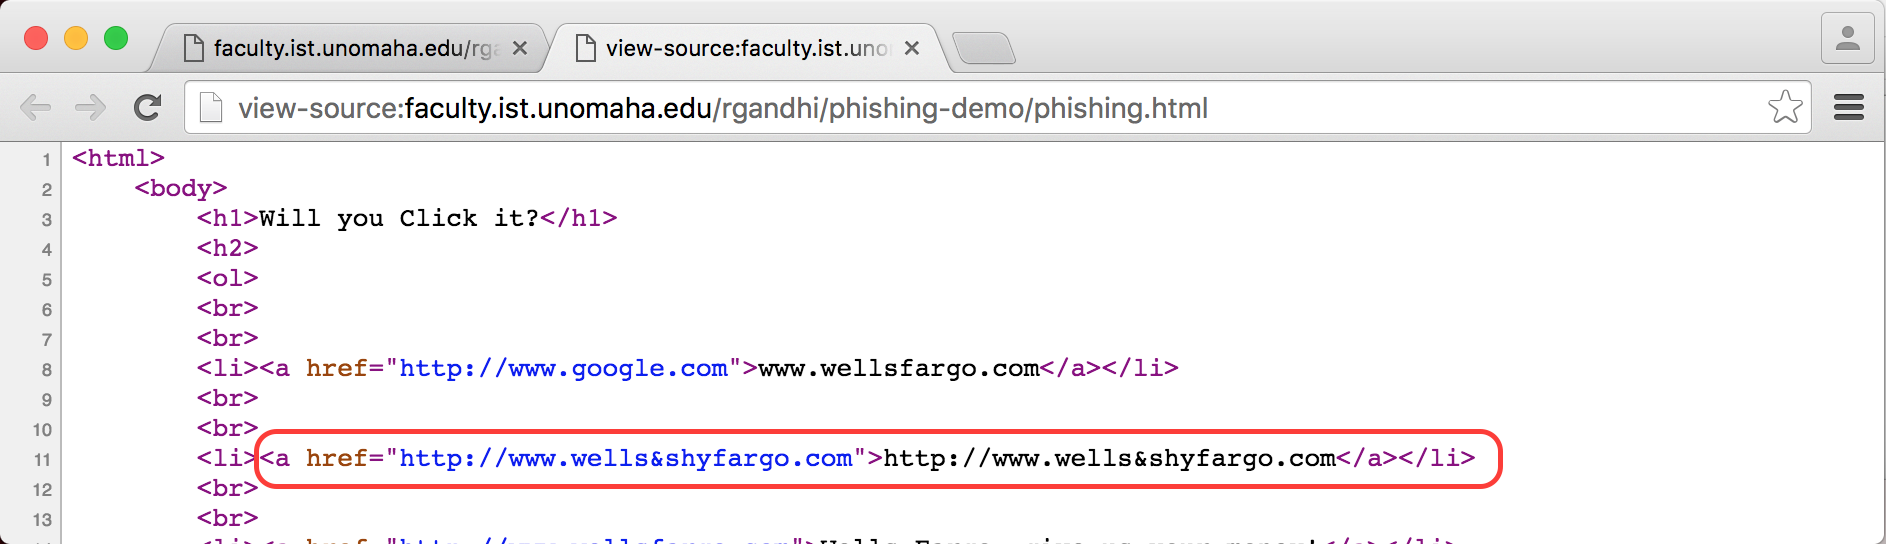 faculty.ist.unomaha.edu/rga
view-source:faculty.ist.uno
view-source:faculty.ist.unomaha.edu/rgandhi/phishing-demo/phishing.html
1 <html>
2 <body>
3 <h1>Will you Click it?</h1>
4 <h2>
5 <ol>
6 <br>
7 <br>
8 <li><a href="http://www.google.com">www.wellsfargo.com</a></li>
9 <br>
10 <br>
11 <li><a href="http://www.wells&shyfargo.com">http://www.wells&shyfargo.com</a></li>
12 <br>
13 <br>